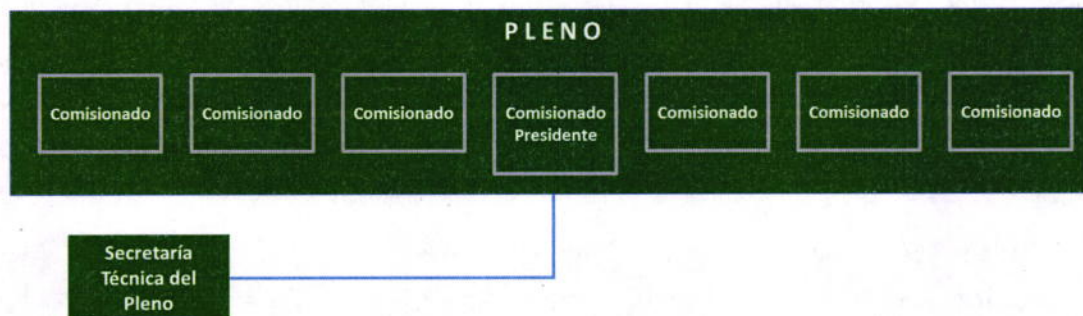 PLENO
Comisionado
Comisionado
Comisionado
Comisionado
Presidente
Comisionado
Comisionado
Comisionado
Secretaría
Técnica del
Pleno